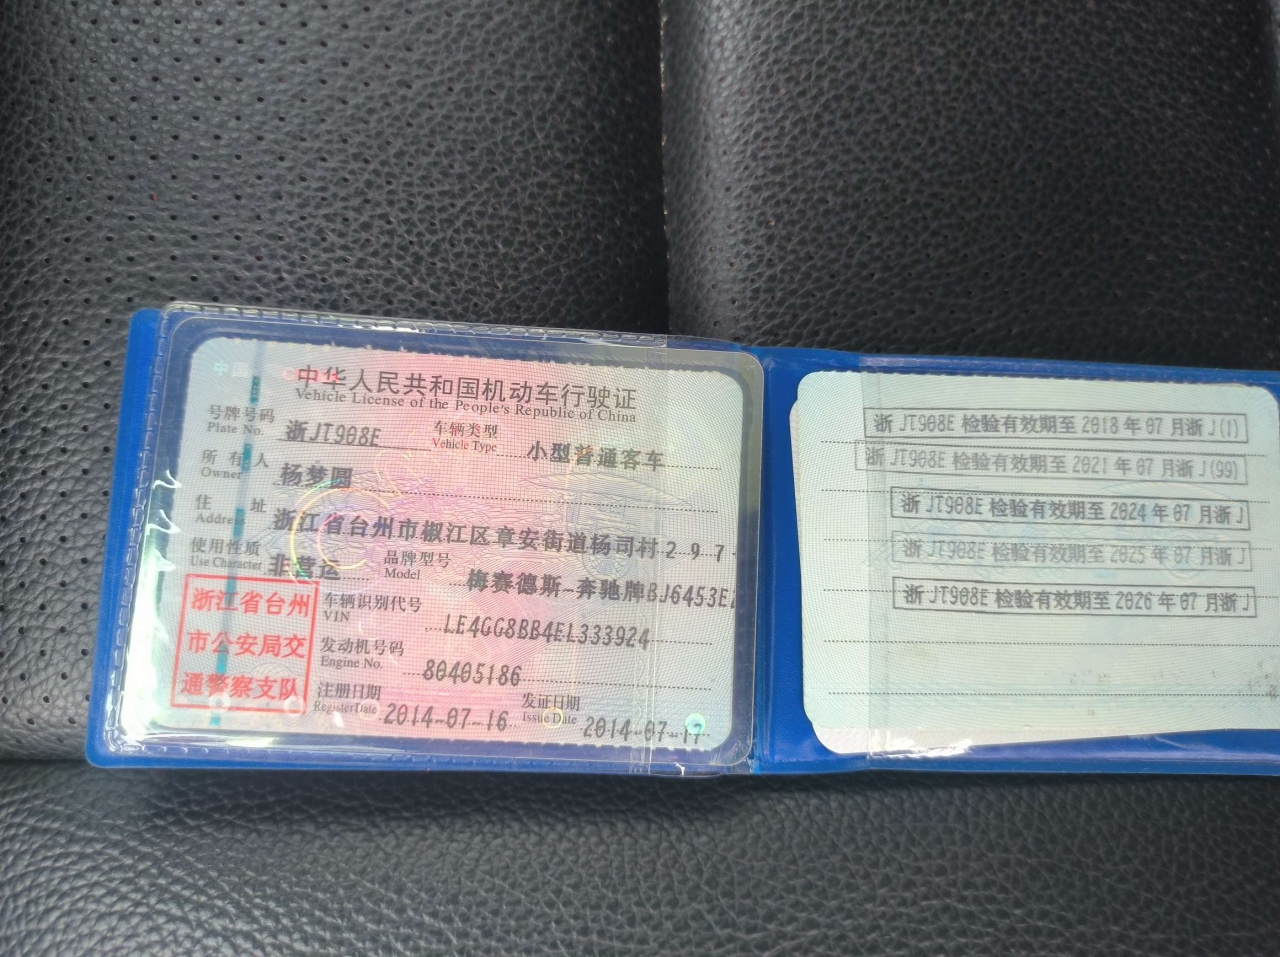 中华人民共和国机动车行驶证
Vehicle License of the People's Republic of China
号牌号码 浙JT908E 车辆类型 小型普通客车
Plate No. Vehicle Type
所有人 杨梦圆
Owner
住址 浙江省台州市椒江区章安街道杨司村297
Address
使用性质 非营运 品牌型号 梅赛德斯-奔驰牌BJ6453E
Use Character Model
浙江省台州
市公安局交
通警察支队
车辆识别代号 LE4GG8BB4EL333924
VIN
发动机号码 80405186
Engine No.
注册日期 2014-07-16 发证日期 2014-07-17
Register Date Issue Date
浙JT908E检验有效期至2018年07月浙J(1)
浙JT908E检验有效期至2021年07月浙J(99)
浙JT908E检验有效期至2024年07月浙J
浙JT908E检验有效期至2025年07月浙J
浙JT908E检验有效期至2026年07月浙J